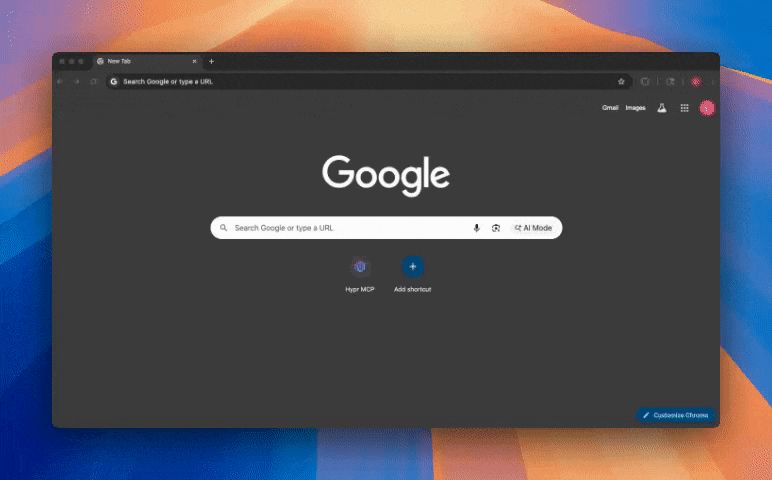 New Tab
Search Google or type a URL
Gmail Images
Google
Search Google or type a URL
AI Mode
Hypr MCP
Add shortcut
Customize Chrome